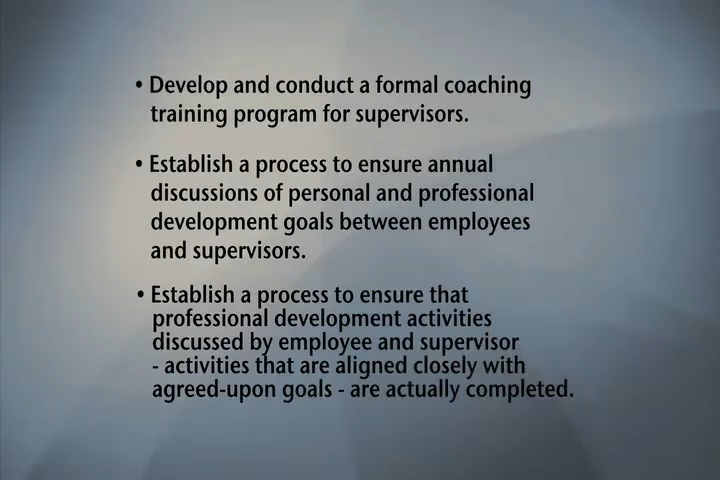 • Develop and conduct a formal coaching
training program for supervisors.
• Establish a process to ensure annual
discussions of personal and professional
development goals between employees
and supervisors.
• Establish a process to ensure that
professional development activities
discussed by employee and supervisor
- activities that are aligned closely with
agreed-upon goals - are actually completed.